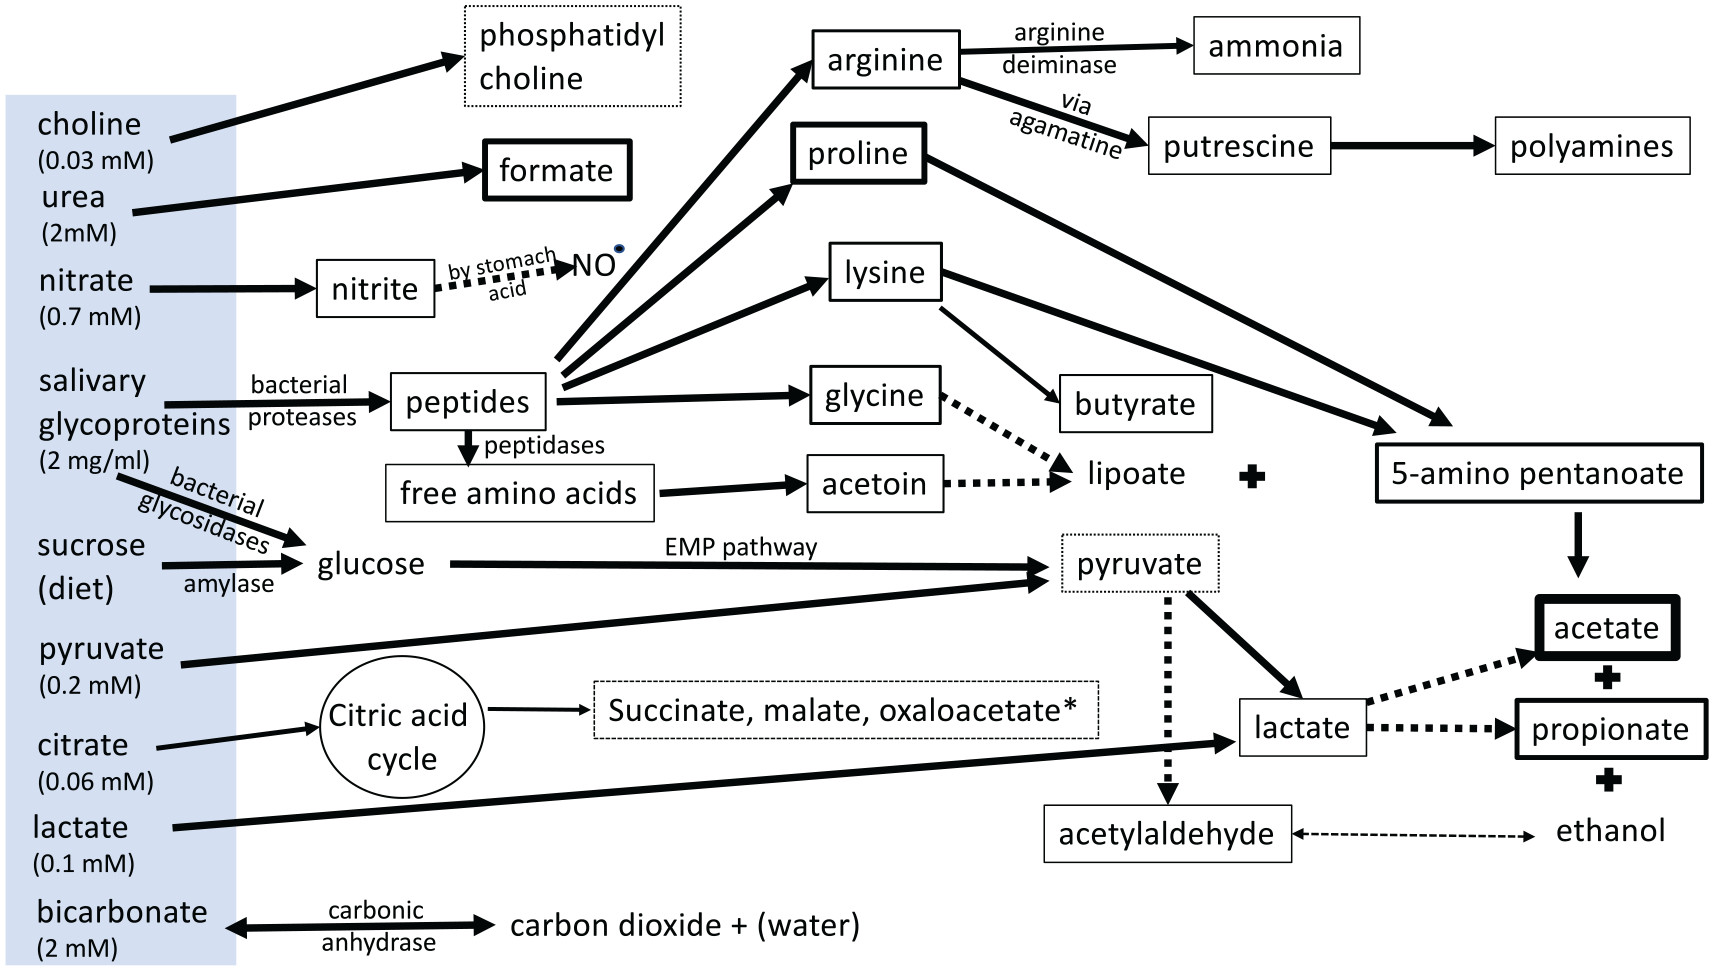 phosphatidyl
choline
arginine
arginine
deiminase
ammonia
choline
(0.03 mM)
via
agamatine
putrescine
polyamines
proline
formate
urea
(2mM)
nitrate
(0.7 mM)
nitrite
by stomach
acid
NO•
lysine
salivary
glycoproteins
(2 mg/ml)
bacterial
proteases
peptides
glycine
butyrate
peptidases
free amino acids
acetoin
lipoate
+
5-amino pentanoate
bacterial
glycosidases
sucrose
(diet)
amylase
glucose
EMP pathway
pyruvate
acetate
+
pyruvate
(0.2 mM)
Citric acid
cycle
Succinate, malate, oxaloacetate*
lactate
propionate
+
citrate
(0.06 mM)
lactate
(0.1 mM)
acetylaldehyde
ethanol
bicarbonate
(2 mM)
carbonic
anhydrase
carbon dioxide + (water)